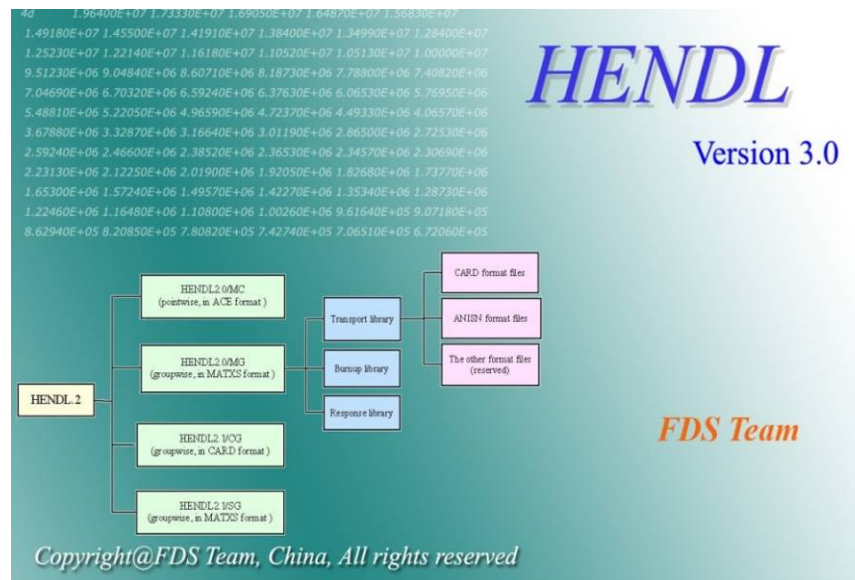 4d 1.96400E+07 1.73330E+07 1.69050E+07 1.64870E+07 1.56830E+07
1.49180E+07 1.45500E+07 1.41910E+07 1.38400E+07 1.34990E+07 1.28400E+07
1.25230E+07 1.22140E+07 1.16180E+07 1.10520E+07 1.05130E+07 1.00000E+07
9.51230E+06 9.04840E+06 8.60710E+06 8.18730E+06 7.78800E+06 7.40820E+06
7.04690E+06 6.70320E+06 6.59240E+06 6.37630E+06 6.06530E+06 5.76950E+06
5.48810E+06 5.22050E+06 4.96590E+06 4.72370E+06 4.49330E+06 4.06570E+06
3.67880E+06 3.32870E+06 3.16640E+06 3.01190E+06 2.86500E+06 2.72530E+06
2.59240E+06 2.46600E+06 2.38520E+06 2.36530E+06 2.34570E+06 2.30690E+06
2.23130E+06 2.12250E+06 2.01900E+06 1.92050E+06 1.82680E+06 1.73770E+06
1.65300E+06 1.57240E+06 1.49570E+06 1.42270E+06 1.35340E+06 1.28730E+06
1.22460E+06 1.16480E+06 1.10800E+06 1.00260E+06 9.61640E+05 9.07180E+05
8.62940E+05 8.20850E+05 7.80820E+05 7.42740E+05 7.06510E+05 6.72060E+05
HENDL
Version 3.0
HENDL.2
HENDL2.0/MC
(pointwise, in ACE format )
HENDL2.0/MG
(groupwise, in MATXS format )
HENDL2.1/CG
(groupwise, in CARD format )
HENDL2.1/SG
(groupwise, in MATXS format )
Transport library
Burnup library
Response library
CARD format files
ANISN format files
The other format files
(reserved)
FDS Team
Copyright@FDS Team, China, All rights reserved